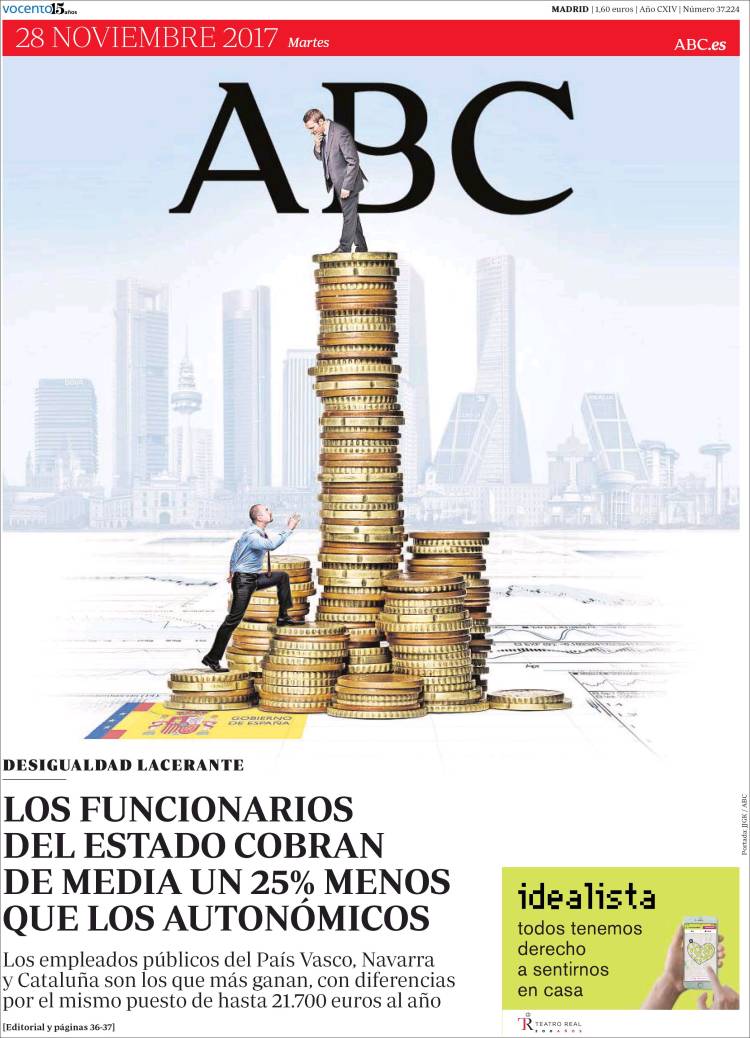 vocento 15 años
MADRID | 1,60 euros | Año CXIV | Número 37.224
28 NOVIEMBRE 2017 Martes
ABC.es
ABC
BBVA
GOBIERNO
DE ESPAÑA
DESIGUALDAD LACERANTE
LOS FUNCIONARIOS
DEL ESTADO COBRAN
DE MEDIA UN 25% MENOS
QUE LOS AUTONÓMICOS
Los empleados públicos del País Vasco, Navarra
y Cataluña son los que más ganan, con diferencias
por el mismo puesto de hasta 21.700 euros al año
[Editorial y páginas 36-37]
Portada: JJGK / ABC
idealista
todos tenemos
derecho
a sentirnos
en casa
TR TEATRO REAL